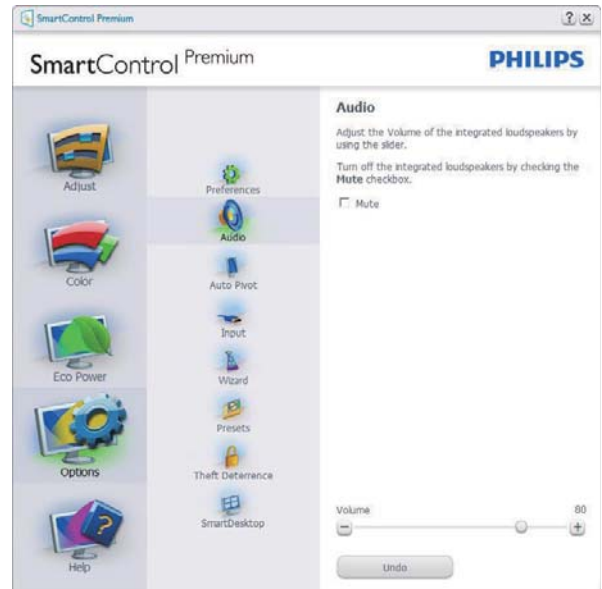 SmartControl Premium
? ×
SmartControl Premium
PHILIPS
Adjust
Color
Eco Power
Options
Help
Preferences
Audio
Auto Pivot
Input
Wizard
Presets
Theft Deterrence
SmartDesktop
Audio
Adjust the Volume of the integrated loudspeakers by
using the slider.
Turn off the integrated loudspeakers by checking the
Mute checkbox.
Mute
Volume 80
Undo